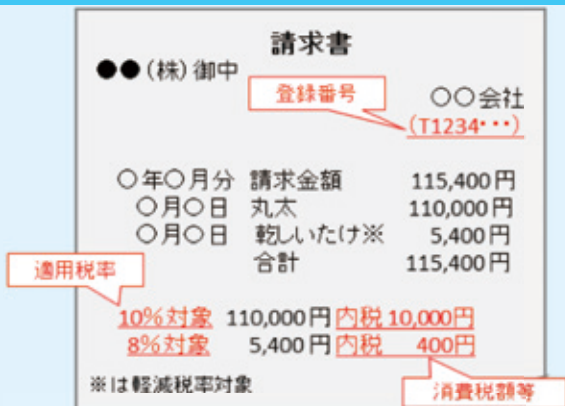 請求書
●●(株)御中
登録番号
○○会社
(T1234・・・)
○年○月分 請求金額 115,400円
○月○日 丸太 110,000円
○月○日 乾しいたけ※ 5,400円
合計 115,400円
適用税率
10%対象 110,000円 内税 10,000円
8%対象 5,400円 内税 400円
※は軽減税率対象
消費税額等